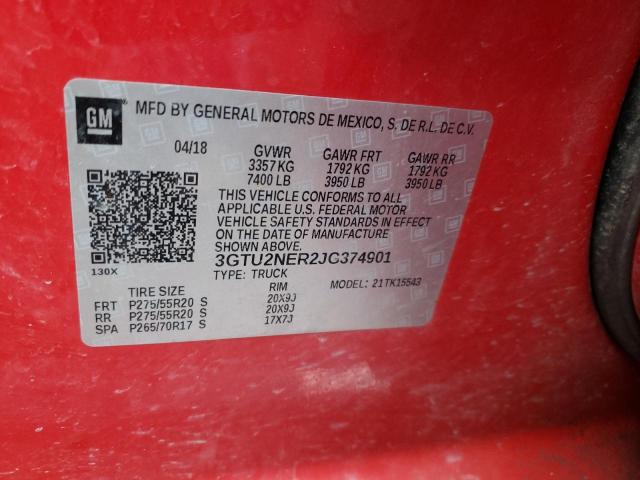 GM
MFD BY GENERAL MOTORS DE MEXICO, S. DE R.L. DE C.V.
04/18 GVWR GAWR FRT GAWR RR
3357 KG 1792 KG 1792 KG
7400 LB 3950 LB 3950 LB
THIS VEHICLE CONFORMS TO ALL
APPLICABLE U.S. FEDERAL MOTOR
VEHICLE SAFETY STANDARDS IN EFFECT
ON THE DATE OF MANUFACTURE
SHOWN ABOVE.
130X 3GTU2NER2JG374901
TYPE: TRUCK MODEL: 21TK15543
TIRE SIZE RIM
FRT P275/55R20 S 20X9J
RR P275/55R20 S 20X9J
SPA P265/70R17 S 17X7J